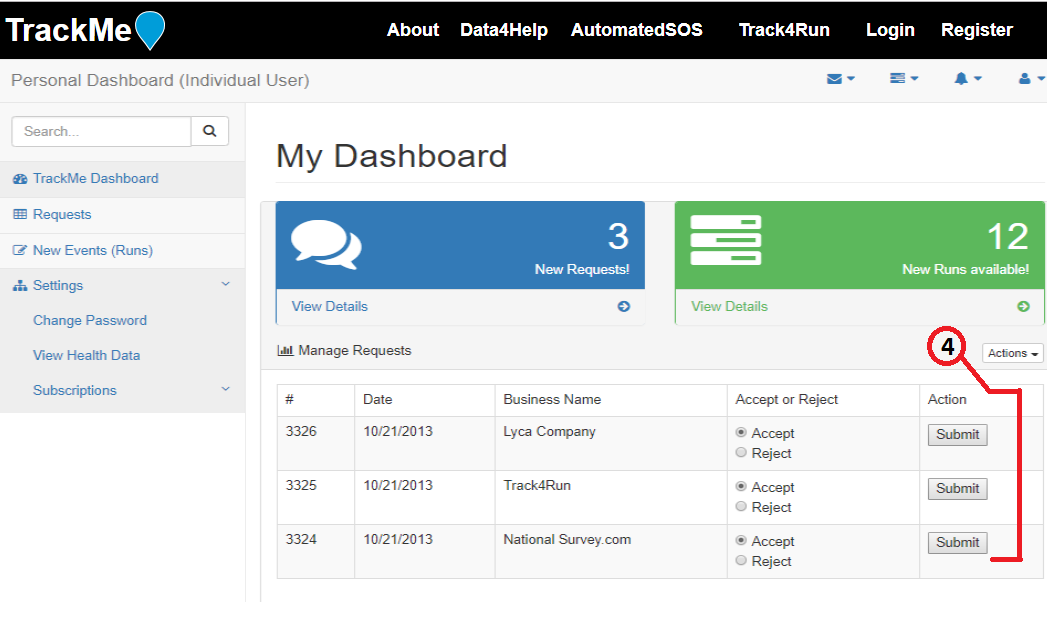 TrackMe About Data4Help AutomatedSOS Track4Run Login Register
Personal Dashboard (Individual User)
Search...
TrackMe Dashboard
Requests
New Events (Runs)
Settings
Change Password
View Health Data
Subscriptions
My Dashboard
3
New Requests!
View Details
12
New Runs available!
View Details
Manage Requests
4
Actions
# Date Business Name Accept or Reject Action
3326 10/21/2013 Lyca Company Accept Submit
Reject
3325 10/21/2013 Track4Run Accept Submit
Reject
3324 10/21/2013 National Survey.com Accept Submit
Reject